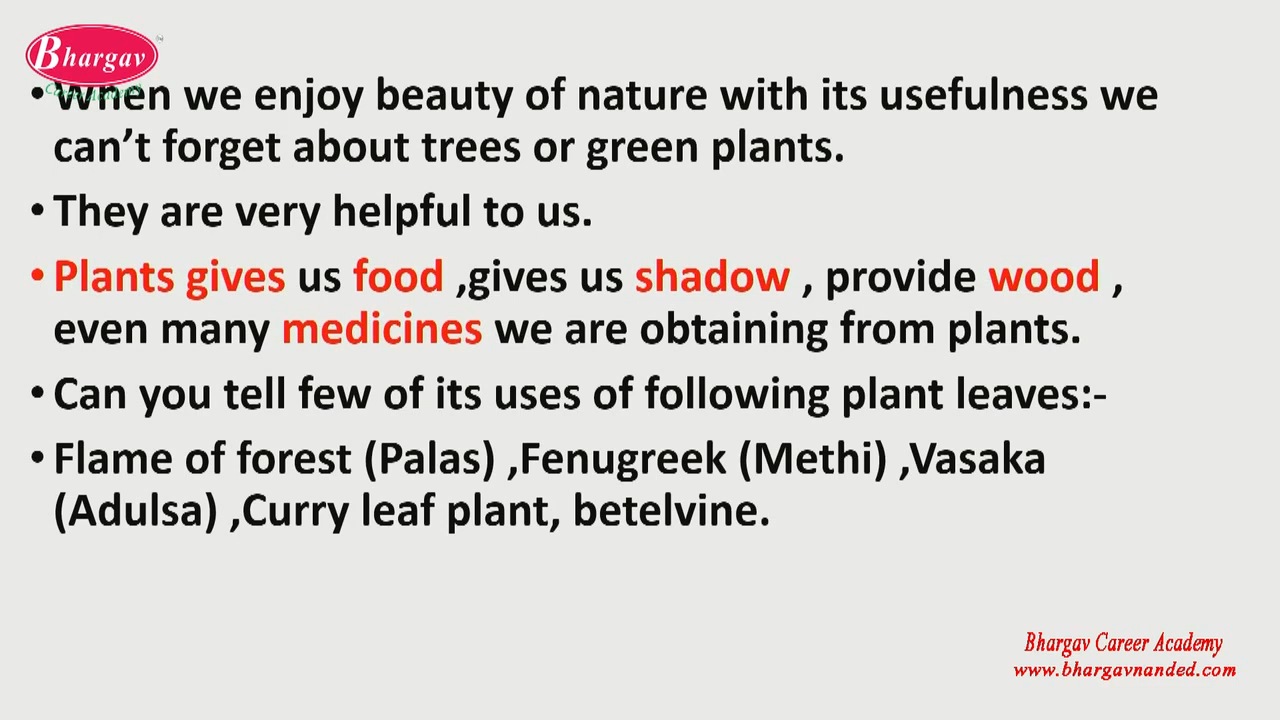 Bhargav
Career Academy
• When we enjoy beauty of nature with its usefulness we
can’t forget about trees or green plants.
• They are very helpful to us.
• Plants gives us food ,gives us shadow , provide wood ,
even many medicines we are obtaining from plants.
• Can you tell few of its uses of following plant leaves:-
• Flame of forest (Palas) ,Fenugreek (Methi) ,Vasaka
(Adulsa) ,Curry leaf plant, betelvine.
Bhargav Career Academy
www.bhargavnanded.com